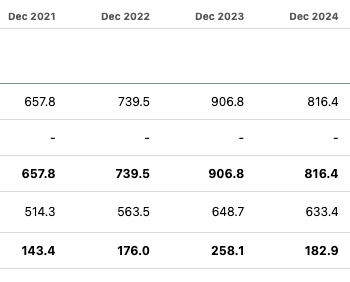 Dec 2021 Dec 2022 Dec 2023 Dec 2024
657.8 739.5 906.8 816.4
- - - -
657.8 739.5 906.8 816.4
514.3 563.5 648.7 633.4
143.4 176.0 258.1 182.9